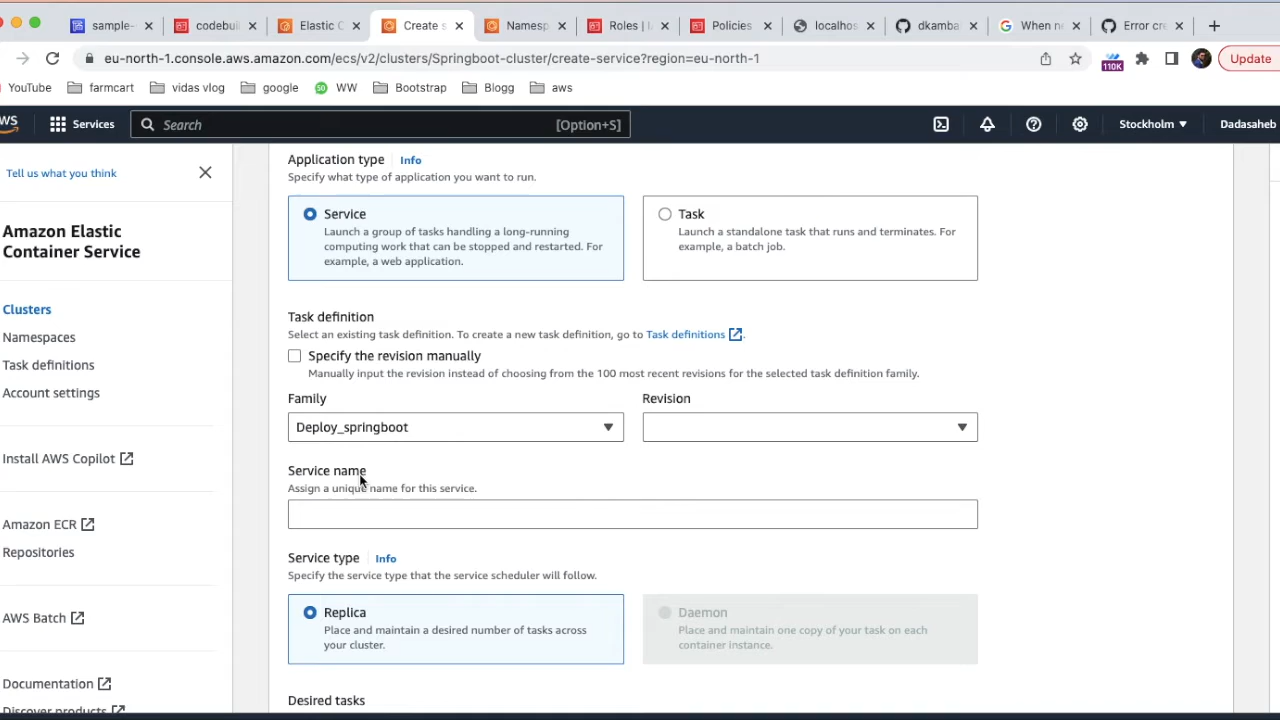 sample-
codebuil
Elastic C
Create s
Namesp
Roles | I
Policies
localhos
dkamba
When ne
Error cre
eu-north-1.console.aws.amazon.com/ecs/v2/clusters/Springboot-cluster/create-service?region=eu-north-1
110K
Update
YouTube
farmcart
vidas vlog
google
WW
Bootstrap
Blogg
aws
Services
Search
[Option+S]
Stockholm
Dadasaheb
Tell us what you think
Amazon Elastic
Container Service
Clusters
Namespaces
Task definitions
Account settings
Install AWS Copilot
Amazon ECR
Repositories
AWS Batch
Documentation
Discover products
Application type
Info
Specify what type of application you want to run.
Service
Launch a group of tasks handling a long-running
computing work that can be stopped and restarted. For
example, a web application.
Task
Launch a standalone task that runs and terminates. For
example, a batch job.
Task definition
Select an existing task definition. To create a new task definition, go to Task definitions .
Specify the revision manually
Manually input the revision instead of choosing from the 100 most recent revisions for the selected task definition family.
Family
Revision
Deploy_springboot
Service name
Assign a unique name for this service.
Service type
Info
Specify the service type that the service scheduler will follow.
Replica
Place and maintain a desired number of tasks across
your cluster.
Daemon
Place and maintain one copy of your task on each
container instance.
Desired tasks